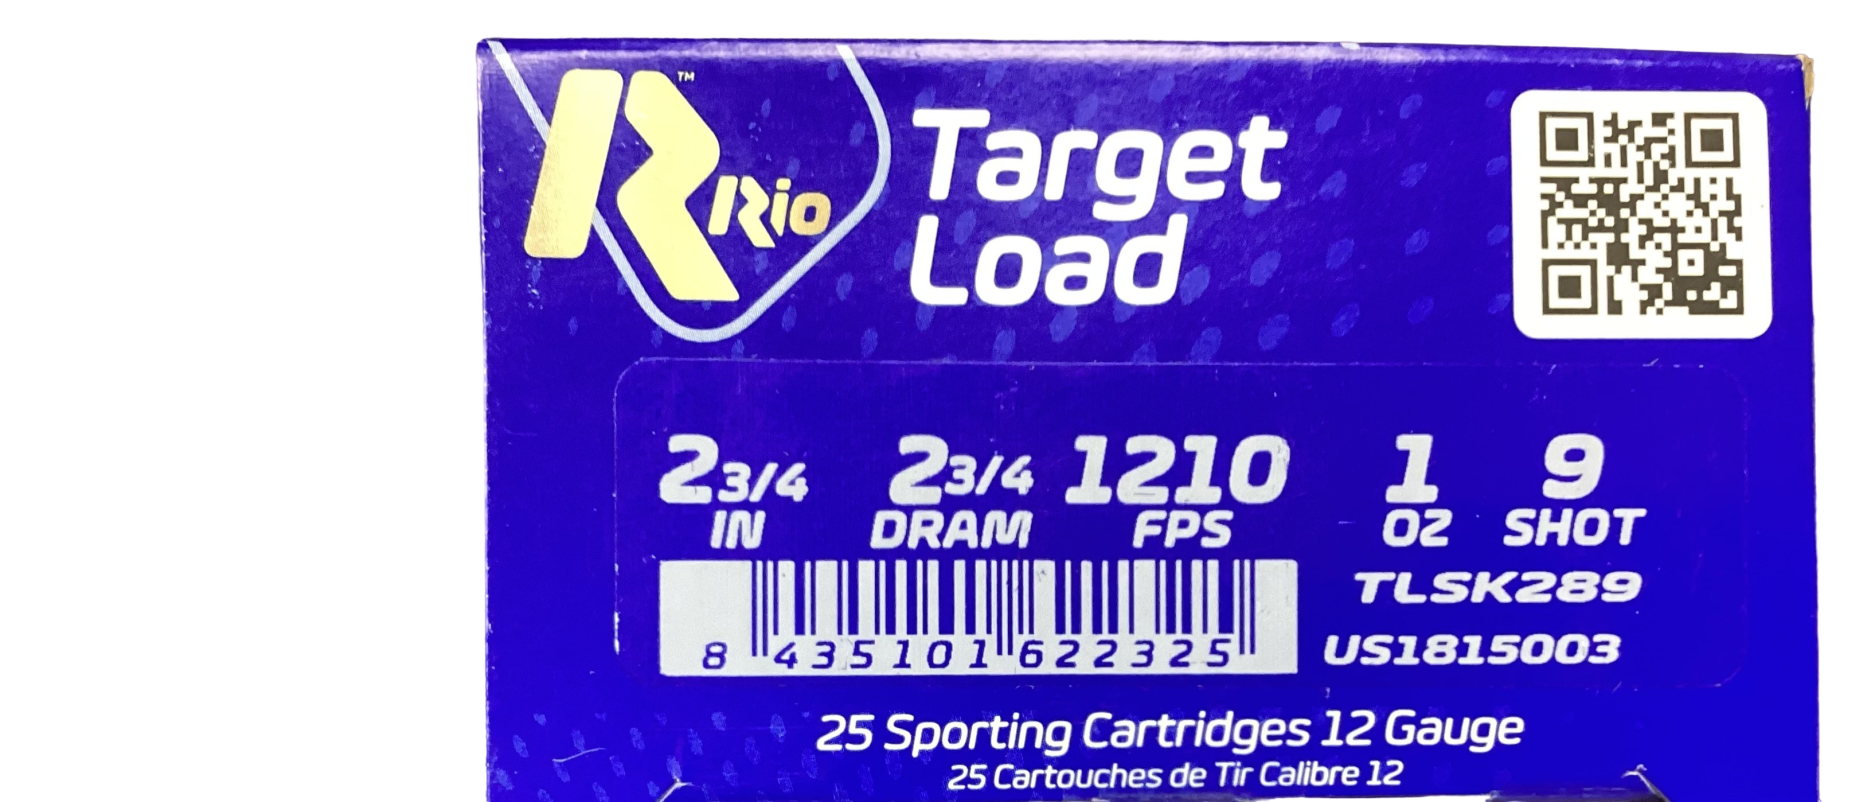 R™ Rio
Target
Load
2 3/4 IN
2 3/4 DRAM
1210 FPS
1 OZ
9 SHOT
TLSK289
8 435101 622325
US1815003
25 Sporting Cartridges 12 Gauge
25 Cartouches de Tir Calibre 12